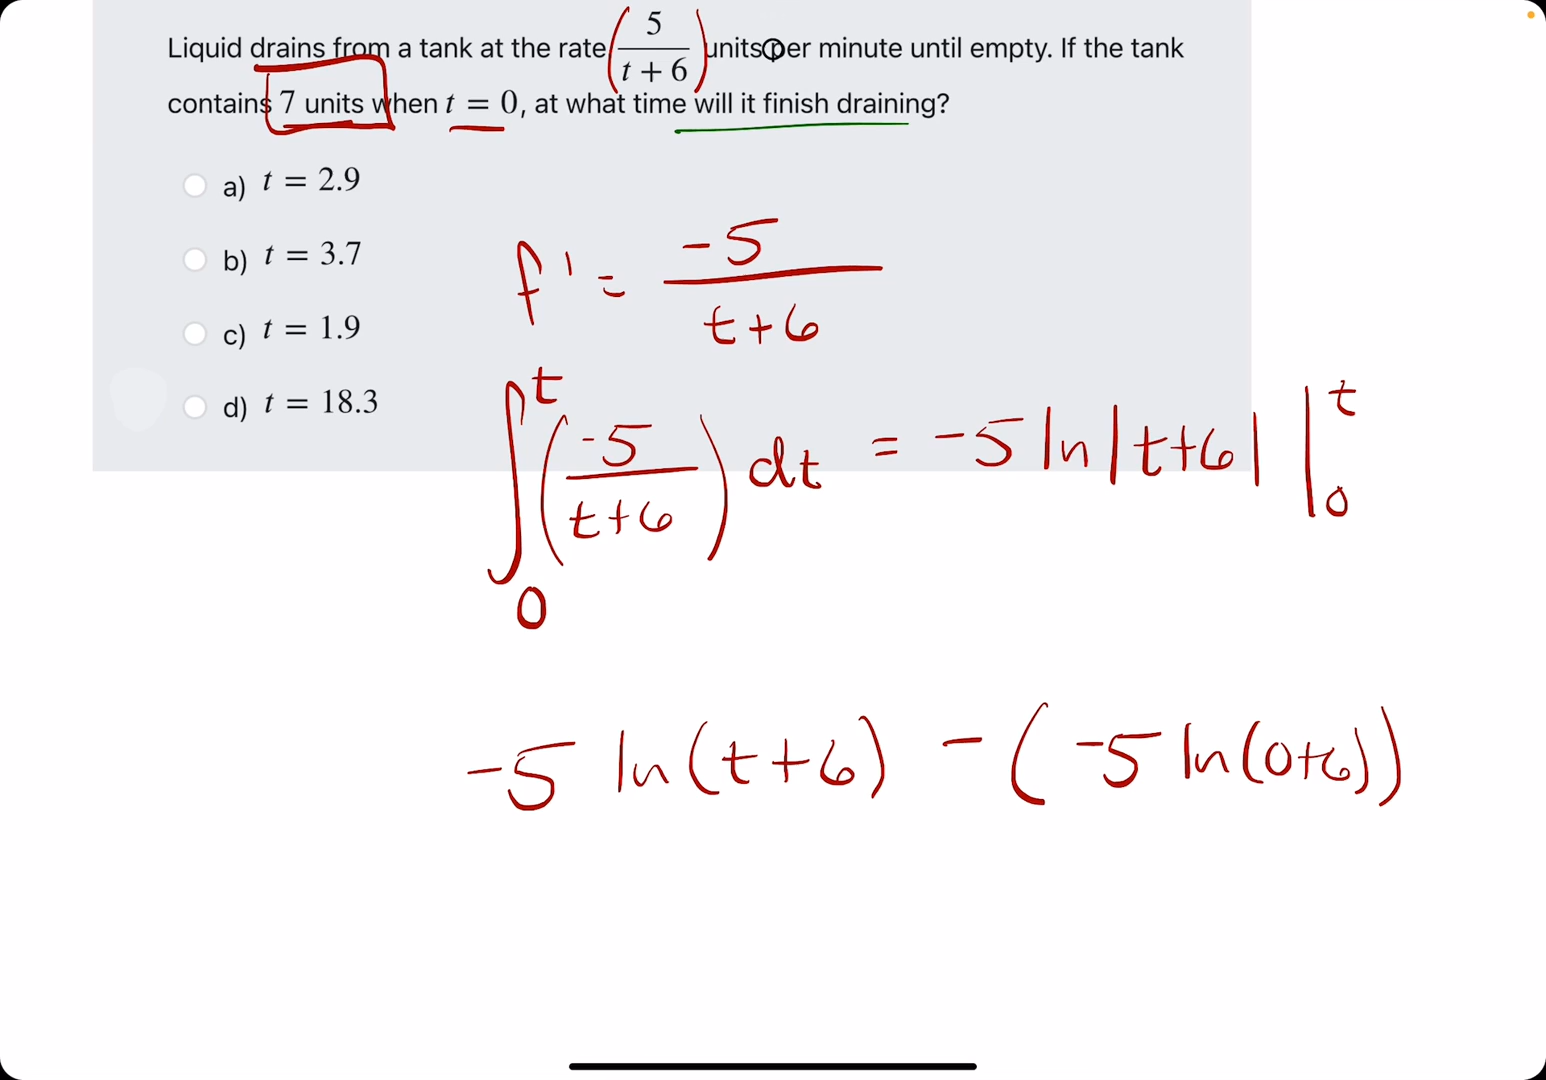 Liquid drains from a tank at the rate (5/(t + 6)) units per minute until empty. If the tank
contains 7 units when t = 0, at what time will it finish draining?
a) t = 2.9
b) t = 3.7
c) t = 1.9
d) t = 18.3
f' = -5/(t+6)
∫₀ᵗ (-5/(t+6)) dt = -5 ln|t+6| |₀ᵗ
-5 ln(t+6) - (-5 ln(0+6))